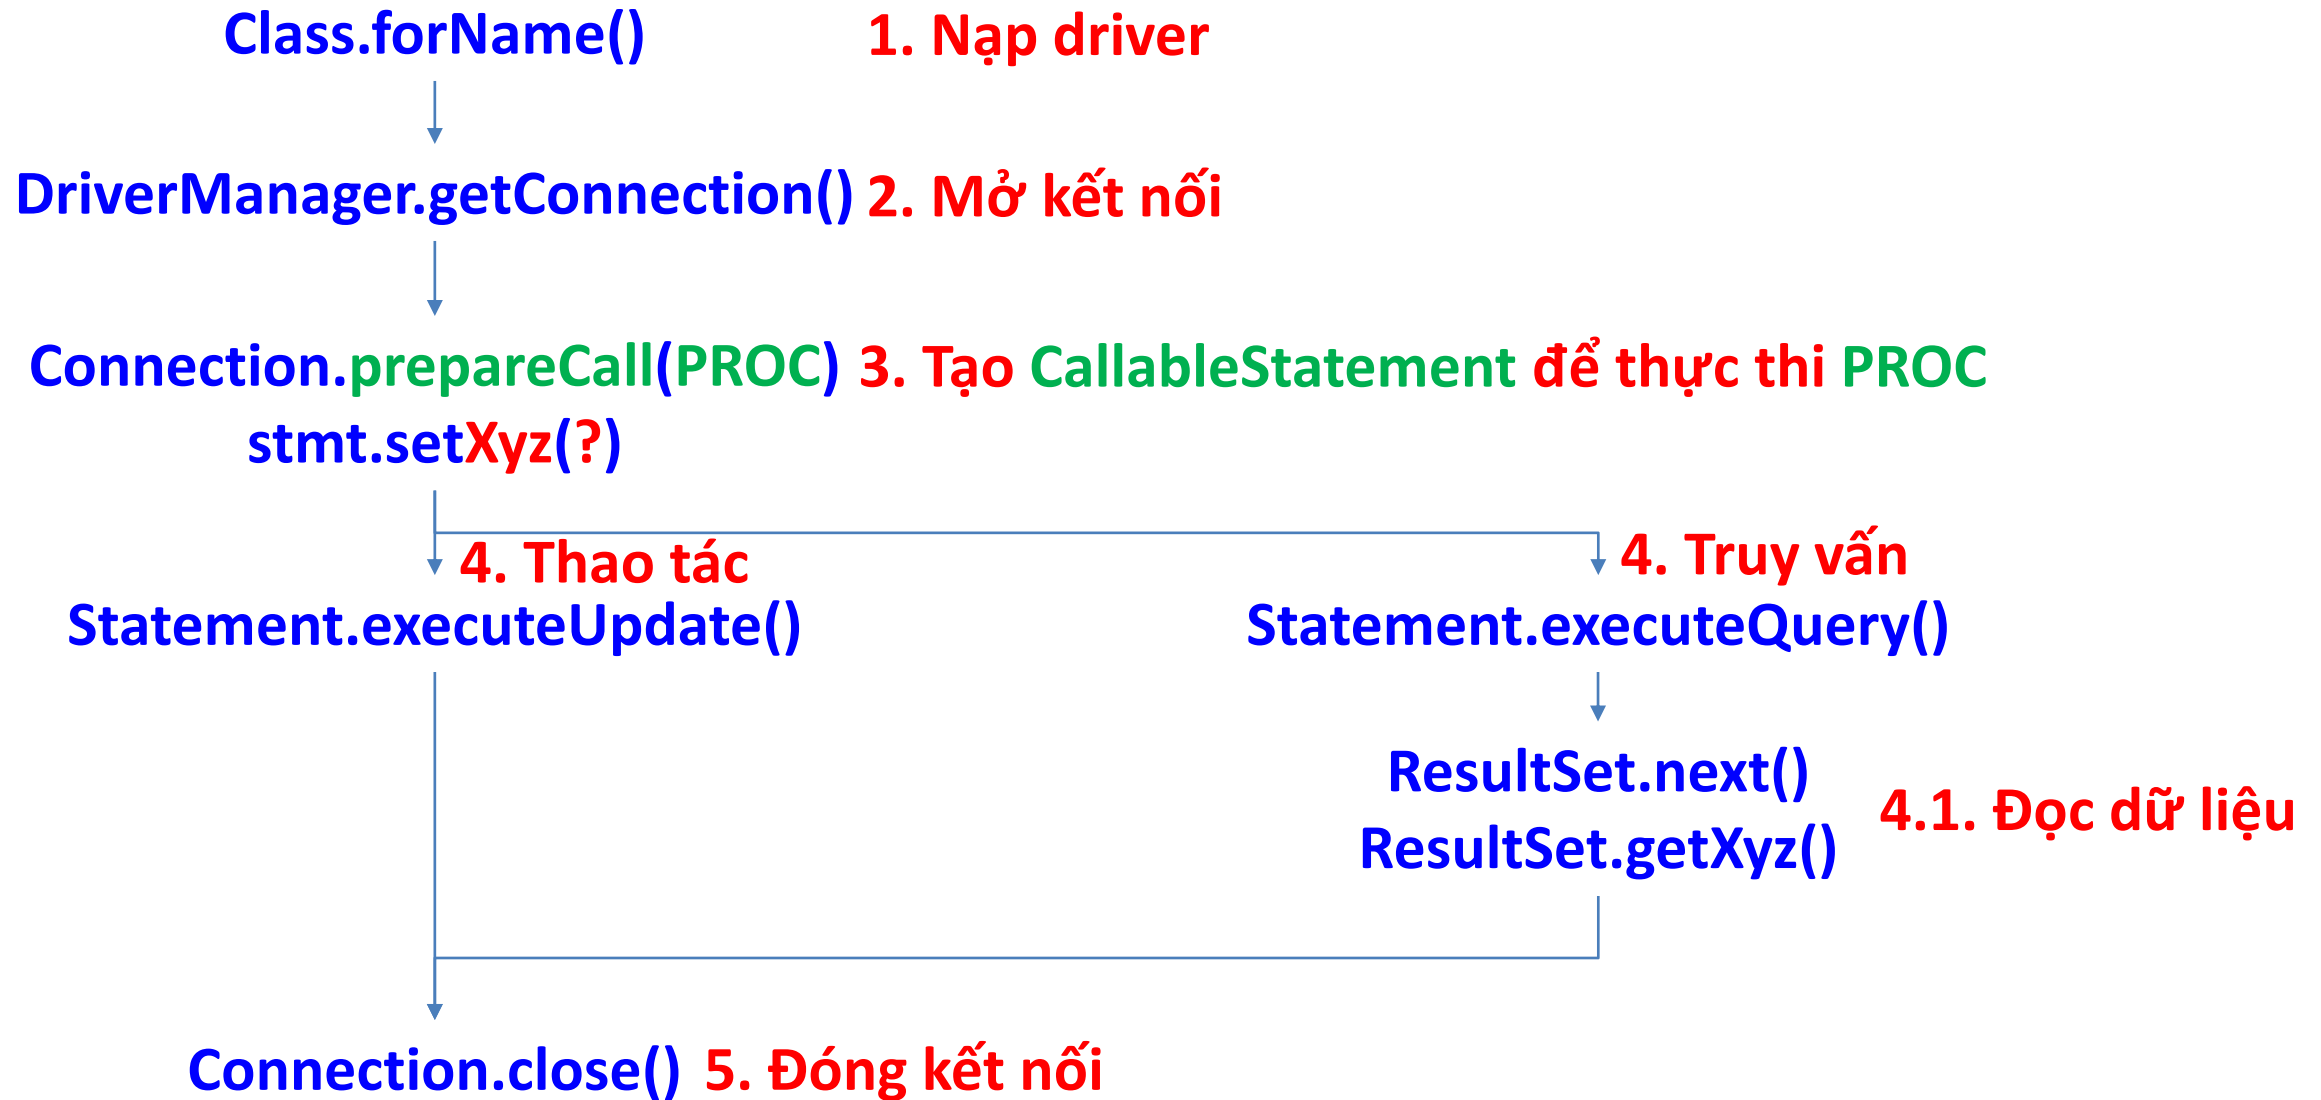 Class.forName() 1. Nạp driver
DriverManager.getConnection() 2. Mở kết nối
Connection.prepareCall(PROC) 3. Tạo CallableStatement để thực thi PROC
stmt.setXyz(?)
4. Thao tác 4. Truy vấn
Statement.executeUpdate() Statement.executeQuery()
ResultSet.next()
4.1. Đọc dữ liệu
ResultSet.getXyz()
Connection.close() 5. Đóng kết nối